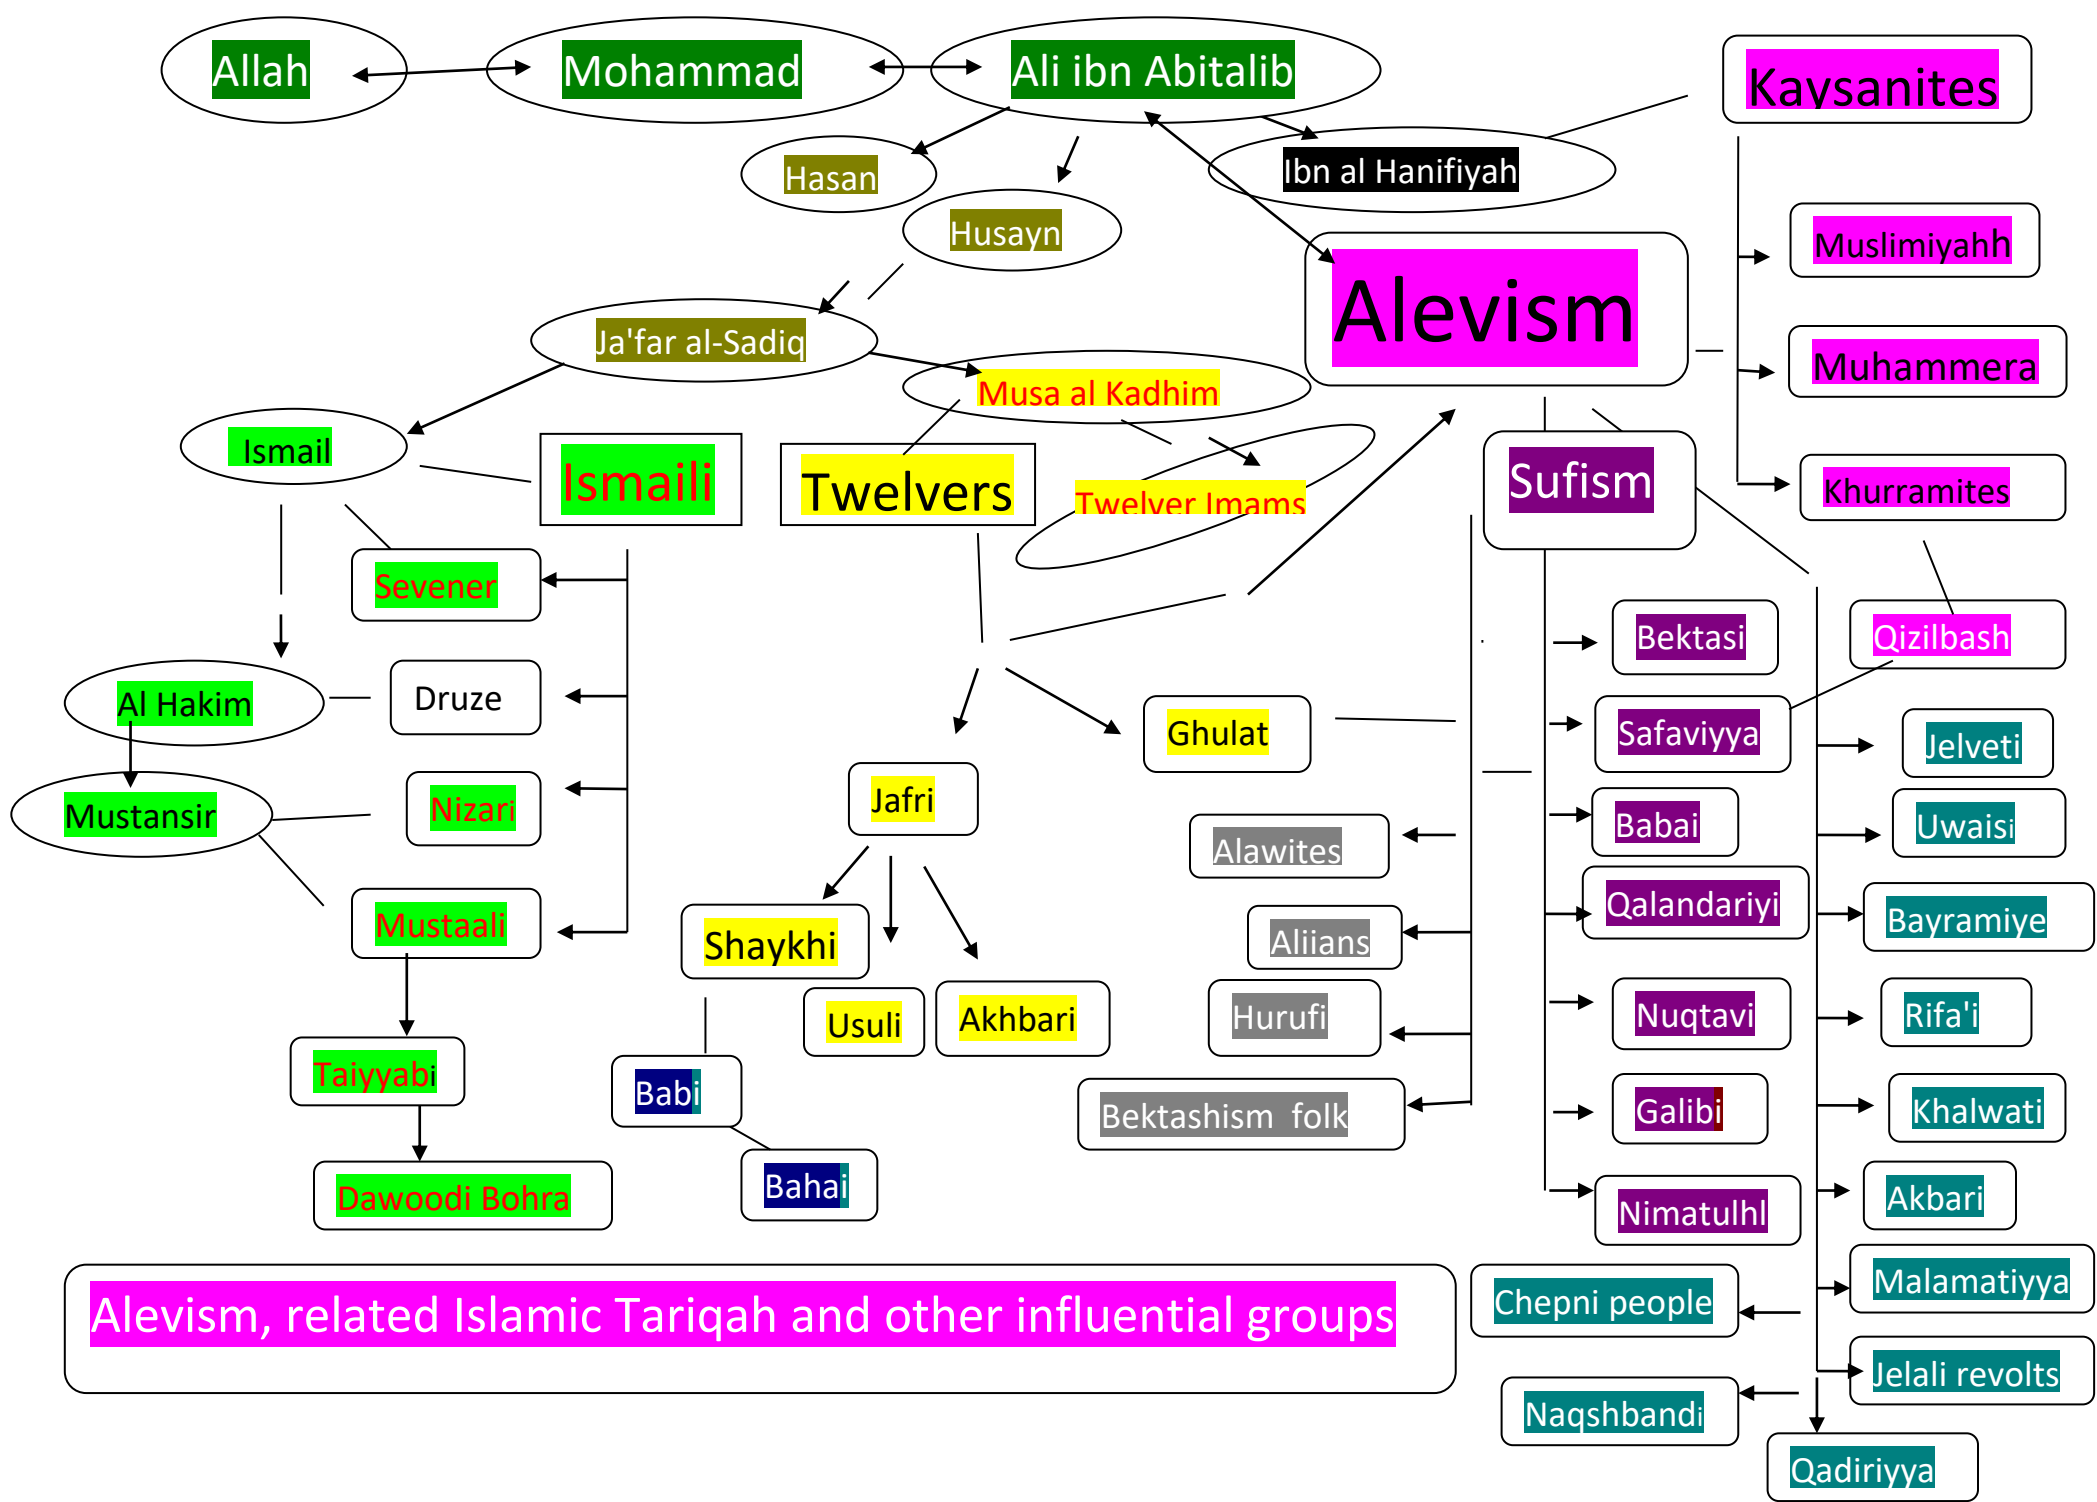 Allah
Mohammad
Ali ibn Abitalib
Kaysanites
Hasan
Ibn al Hanifiyah
Husayn
Muslimiyahh
Alevism
Ja'far al-Sadiq
Muhammera
Musa al Kadhim
Ismail
Ismaili
Twelvers
Twelver Imams
Sufism
Khurramites
Sevener
Bektasi
Qizilbash
Al Hakim
Druze
Ghulat
Safaviyya
Jelveti
Mustansir
Nizari
Jafri
Alawites
Babai
Uwaisi
Mustaali
Shaykhi
Aliians
Qalandariyi
Bayramiye
Usuli
Akhbari
Hurufi
Nuqtavi
Rifa'i
Taiyyabi
Babi
Bektashism  folk
Galibi
Khalwati
Dawoodi Bohra
Bahai
Nimatulhl
Akbari
Alevism, related Islamic Tariqah and other influential groups
Chepni people
Malamatiyya
Jelali revolts
Naqshbandi
Qadiriyya